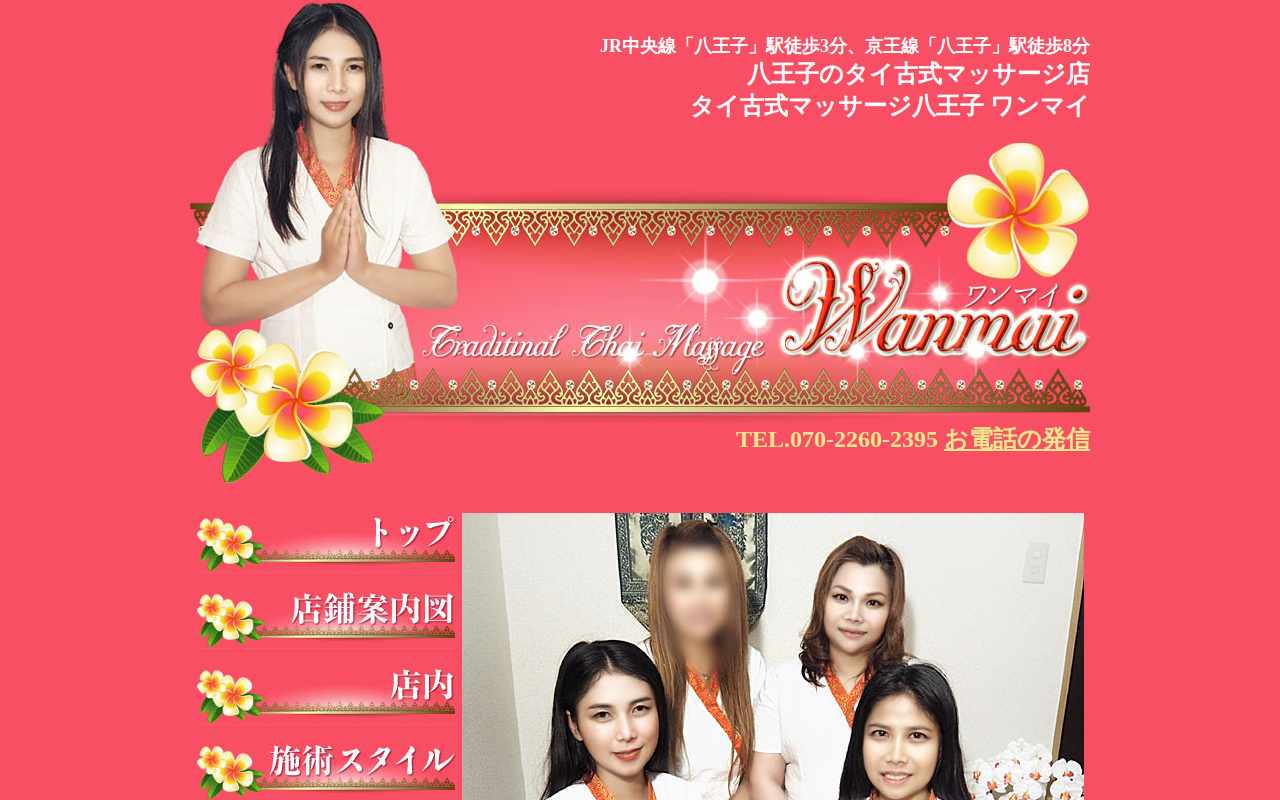 JR中央線「八王子」駅徒歩3分、京王線「八王子」駅徒歩8分
八王子のタイ古式マッサージ店
タイ古式マッサージ八王子 ワンマイ
ワンマイ
Wanmai
Traditinal Thai Massage
TEL.070-2260-2395 お電話の発信
トップ
店鋪案内図
店内
施術スタイル